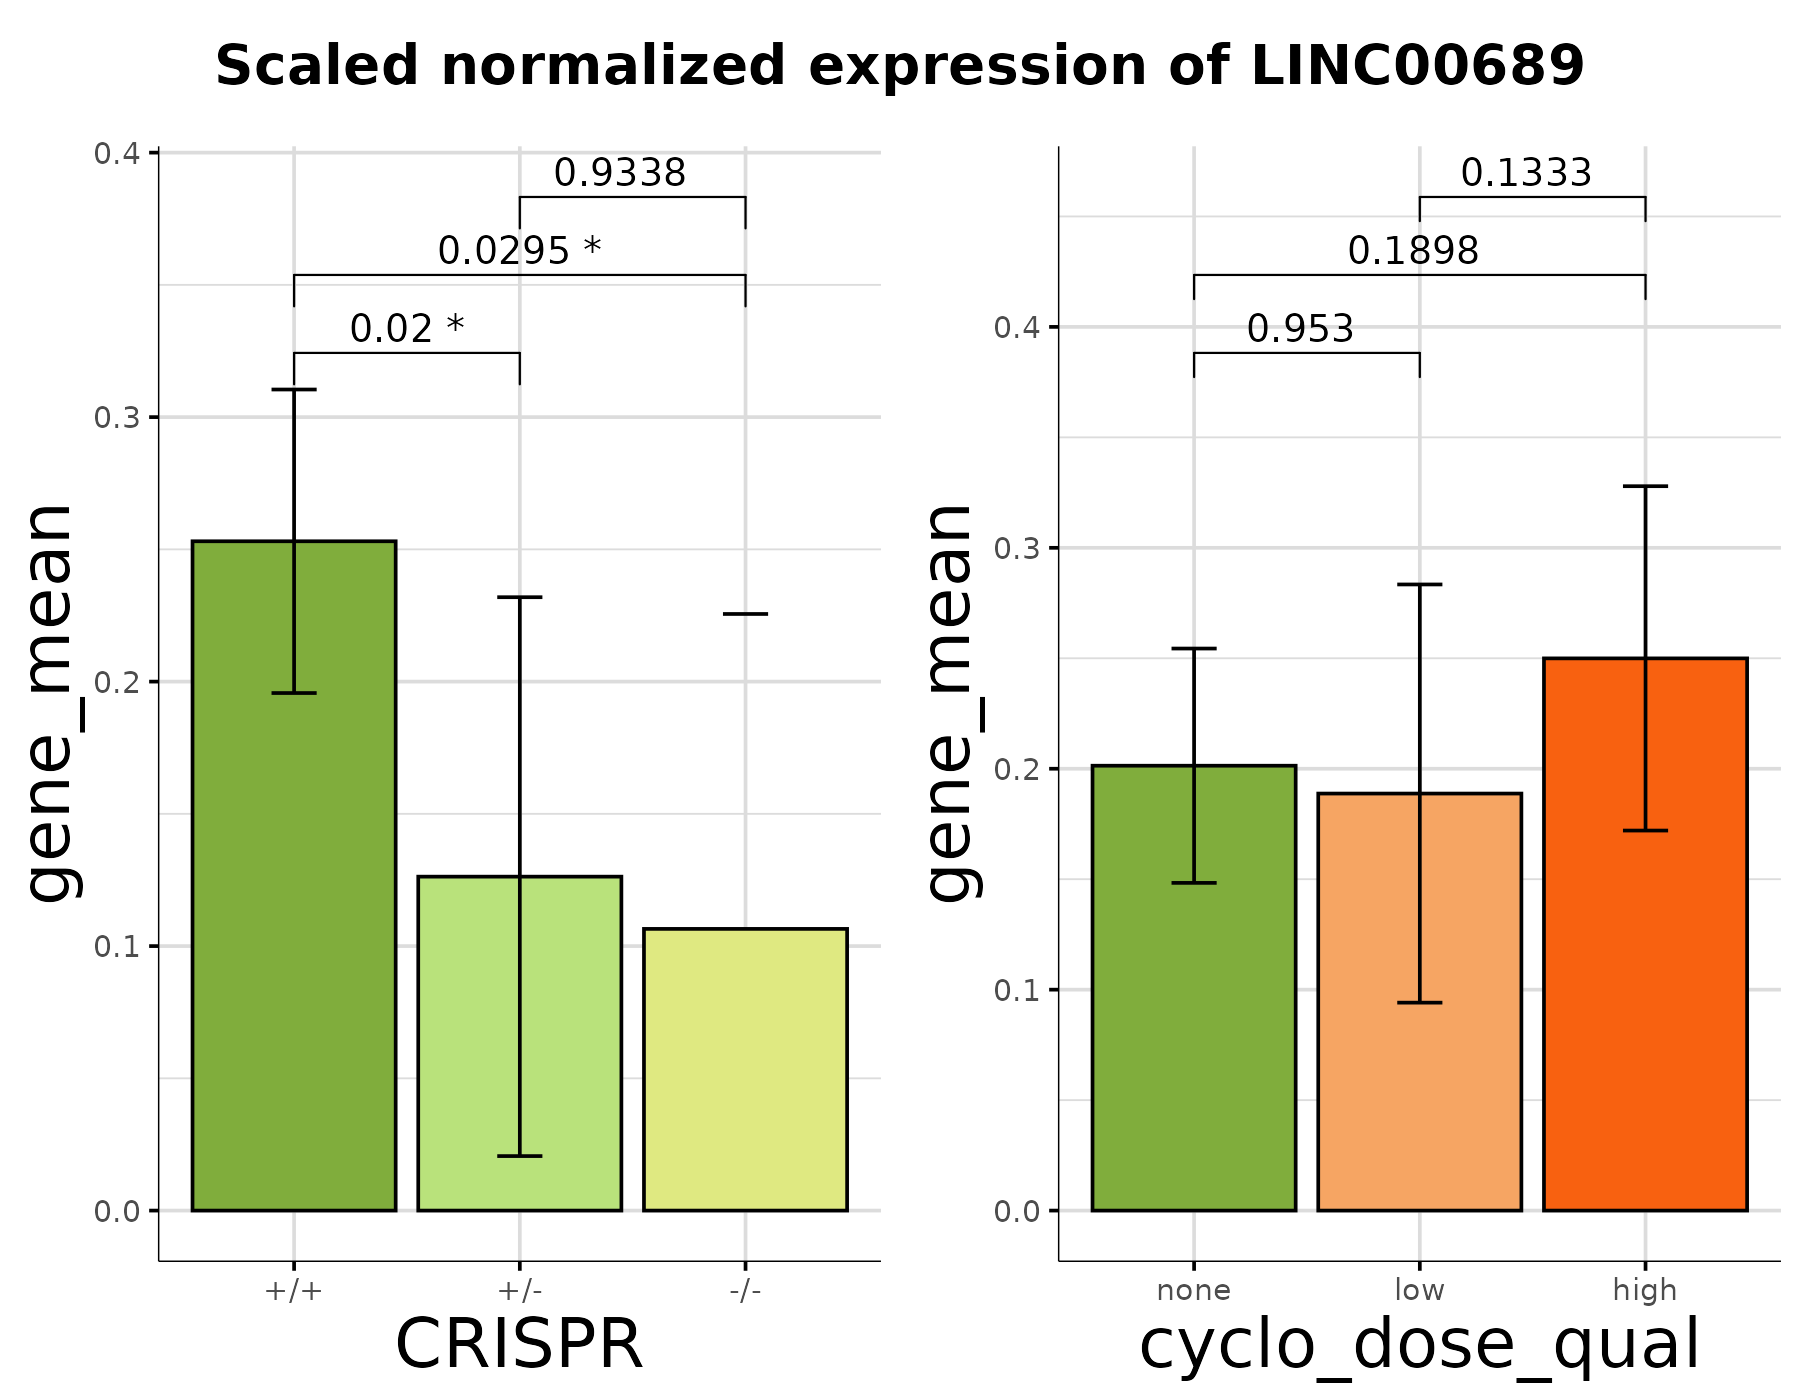 Scaled normalized expression of LINC00689
0.4
0.3
0.2
0.1
0.0
gene_mean
0.9338
0.0295 *
0.02 *
+/+
+/-
-/-
CRISPR
0.4
0.3
0.2
0.1
0.0
gene_mean
0.1333
0.1898
0.953
none
low
high
cyclo_dose_qual